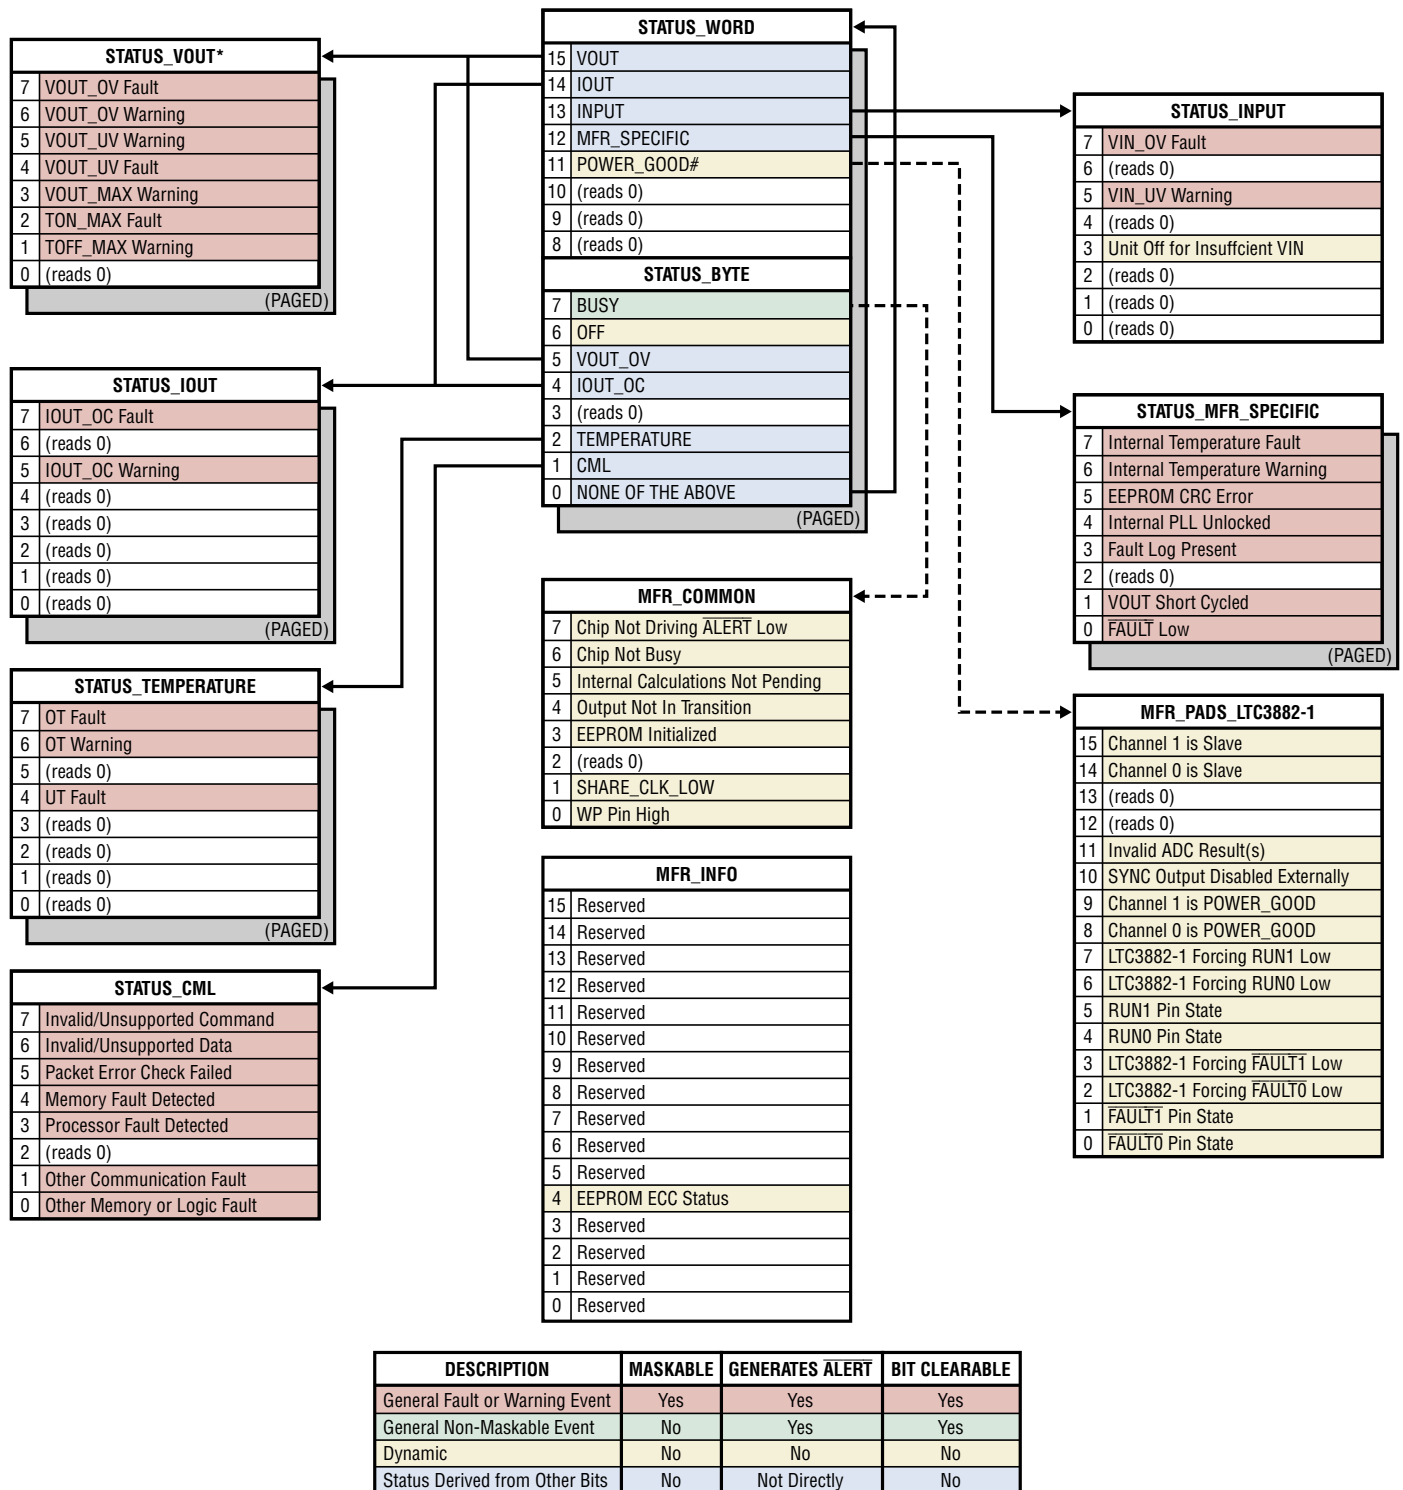 STATUS_VOUT*
7 VOUT_OV Fault
6 VOUT_OV Warning
5 VOUT_UV Warning
4 VOUT_UV Fault
3 VOUT_MAX Warning
2 TON_MAX Fault
1 TOFF_MAX Warning
0 (reads 0)
(PAGED)
STATUS_IOUT
7 IOUT_OC Fault
6 (reads 0)
5 IOUT_OC Warning
4 (reads 0)
3 (reads 0)
2 (reads 0)
1 (reads 0)
0 (reads 0)
(PAGED)
STATUS_TEMPERATURE
7 OT Fault
6 OT Warning
5 (reads 0)
4 UT Fault
3 (reads 0)
2 (reads 0)
1 (reads 0)
0 (reads 0)
(PAGED)
STATUS_CML
7 Invalid/Unsupported Command
6 Invalid/Unsupported Data
5 Packet Error Check Failed
4 Memory Fault Detected
3 Processor Fault Detected
2 (reads 0)
1 Other Communication Fault
0 Other Memory or Logic Fault
STATUS_WORD
15 VOUT
14 IOUT
13 INPUT
12 MFR_SPECIFIC
11 POWER_GOOD#
10 (reads 0)
9 (reads 0)
8 (reads 0)
STATUS_BYTE
7 BUSY
6 OFF
5 VOUT_OV
4 IOUT_OC
3 (reads 0)
2 TEMPERATURE
1 CML
0 NONE OF THE ABOVE
(PAGED)
MFR_COMMON
7 Chip Not Driving ALERT Low
6 Chip Not Busy
5 Internal Calculations Not Pending
4 Output Not In Transition
3 EEPROM Initialized
2 (reads 0)
1 SHARE_CLK_LOW
0 WP Pin High
MFR_INFO
15 Reserved
14 Reserved
13 Reserved
12 Reserved
11 Reserved
10 Reserved
9 Reserved
8 Reserved
7 Reserved
6 Reserved
5 Reserved
4 EEPROM ECC Status
3 Reserved
2 Reserved
1 Reserved
0 Reserved
STATUS_INPUT
7 VIN_OV Fault
6 (reads 0)
5 VIN_UV Warning
4 (reads 0)
3 Unit Off for Insuffcient VIN
2 (reads 0)
1 (reads 0)
0 (reads 0)
STATUS_MFR_SPECIFIC
7 Internal Temperature Fault
6 Internal Temperature Warning
5 EEPROM CRC Error
4 Internal PLL Unlocked
3 Fault Log Present
2 (reads 0)
1 VOUT Short Cycled
0 FAULT Low
(PAGED)
MFR_PADS_LTC3882-1
15 Channel 1 is Slave
14 Channel 0 is Slave
13 (reads 0)
12 (reads 0)
11 Invalid ADC Result(s)
10 SYNC Output Disabled Externally
9 Channel 1 is POWER_GOOD
8 Channel 0 is POWER_GOOD
7 LTC3882-1 Forcing RUN1 Low
6 LTC3882-1 Forcing RUN0 Low
5 RUN1 Pin State
4 RUN0 Pin State
3 LTC3882-1 Forcing FAULT1 Low
2 LTC3882-1 Forcing FAULT0 Low
1 FAULT1 Pin State
0 FAULT0 Pin State
DESCRIPTION MASKABLE GENERATES ALERT BIT CLEARABLE
General Fault or Warning Event Yes Yes Yes
General Non-Maskable Event No Yes Yes
Dynamic No No No
Status Derived from Other Bits No Not Directly No